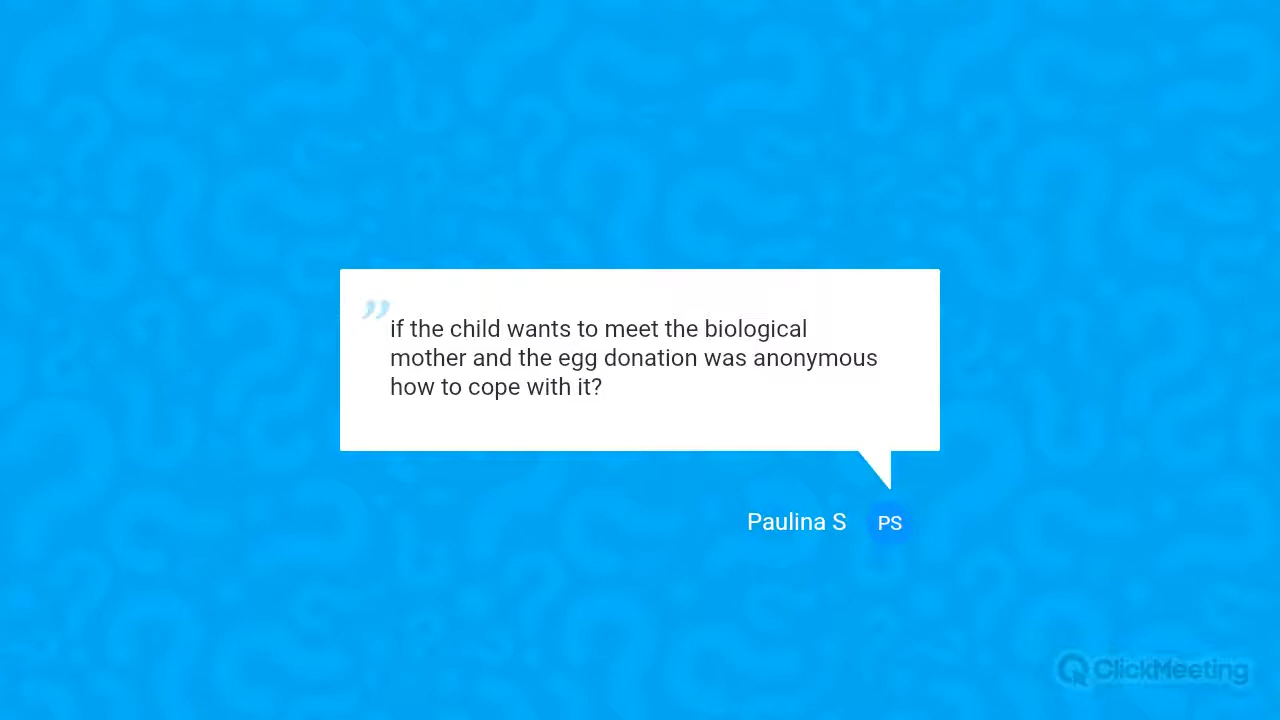 ”
if the child wants to meet the biological
mother and the egg donation was anonymous
how to cope with it?
Paulina S
PS
ClickMeeting